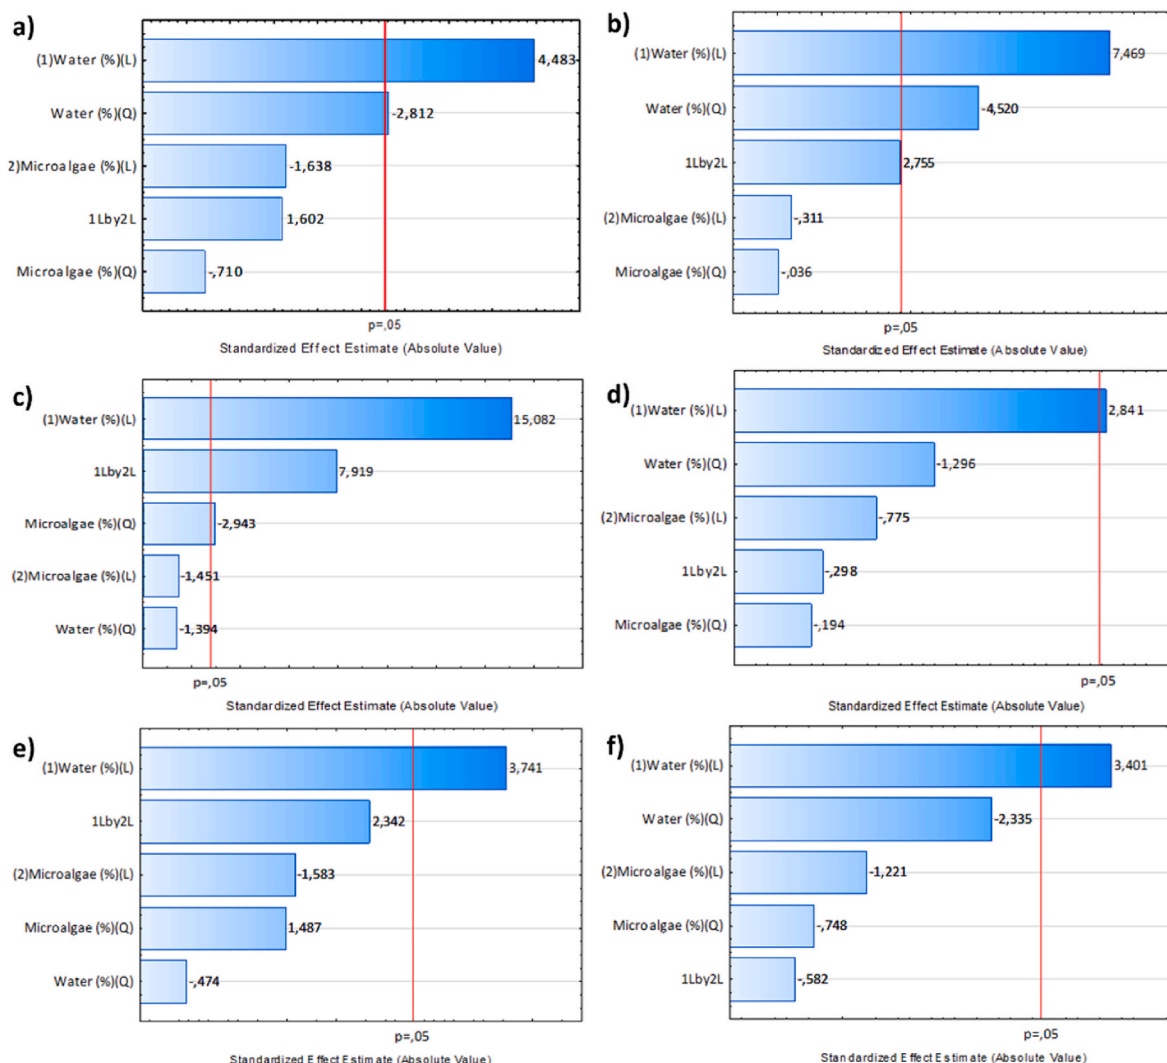 a)
(1)Water (%)(L)
4,483
Water (%)(Q)
-2,812
2)Microalgae (%)(L)
-1,638
1Lby2L
1,602
Microalgae (%)(Q)
-,710
p=,05
Standardized Effect Estimate (Absolute Value)
b)
(1)Water (%)(L)
7,469
Water (%)(Q)
-4,520
1Lby2L
2,755
(2)Microalgae (%)(L)
-,311
Microalgae (%)(Q)
-,036
p=,05
Standardized Effect Estimate (Absolute Value)
c)
(1)Water (%)(L)
15,082
1Lby2L
7,919
Microalgae (%)(Q)
-2,943
(2)Microalgae (%)(L)
-1,451
Water (%)(Q)
-1,394
p=,05
Standardized Effect Estimate (Absolute Value)
d)
(1)Water (%)(L)
2,841
Water (%)(Q)
-1,296
(2)Microalgae (%)(L)
-,775
1Lby2L
-,298
Microalgae (%)(Q)
-,194
p=,05
Standardized Effect Estimate (Absolute Value)
e)
(1)Water (%)(L)
3,741
1Lby2L
2,342
(2)Microalgae (%)(L)
-1,583
Microalgae (%)(Q)
1,487
Water (%)(Q)
-,474
p=,05
Standardized Effect Estimate (Absolute Value)
f)
(1)Water (%)(L)
3,401
Water (%)(Q)
-2,335
(2)Microalgae (%)(L)
-1,221
Microalgae (%)(Q)
-,748
1Lby2L
-,582
p=,05
Standardized Effect Estimate (Absolute Value)